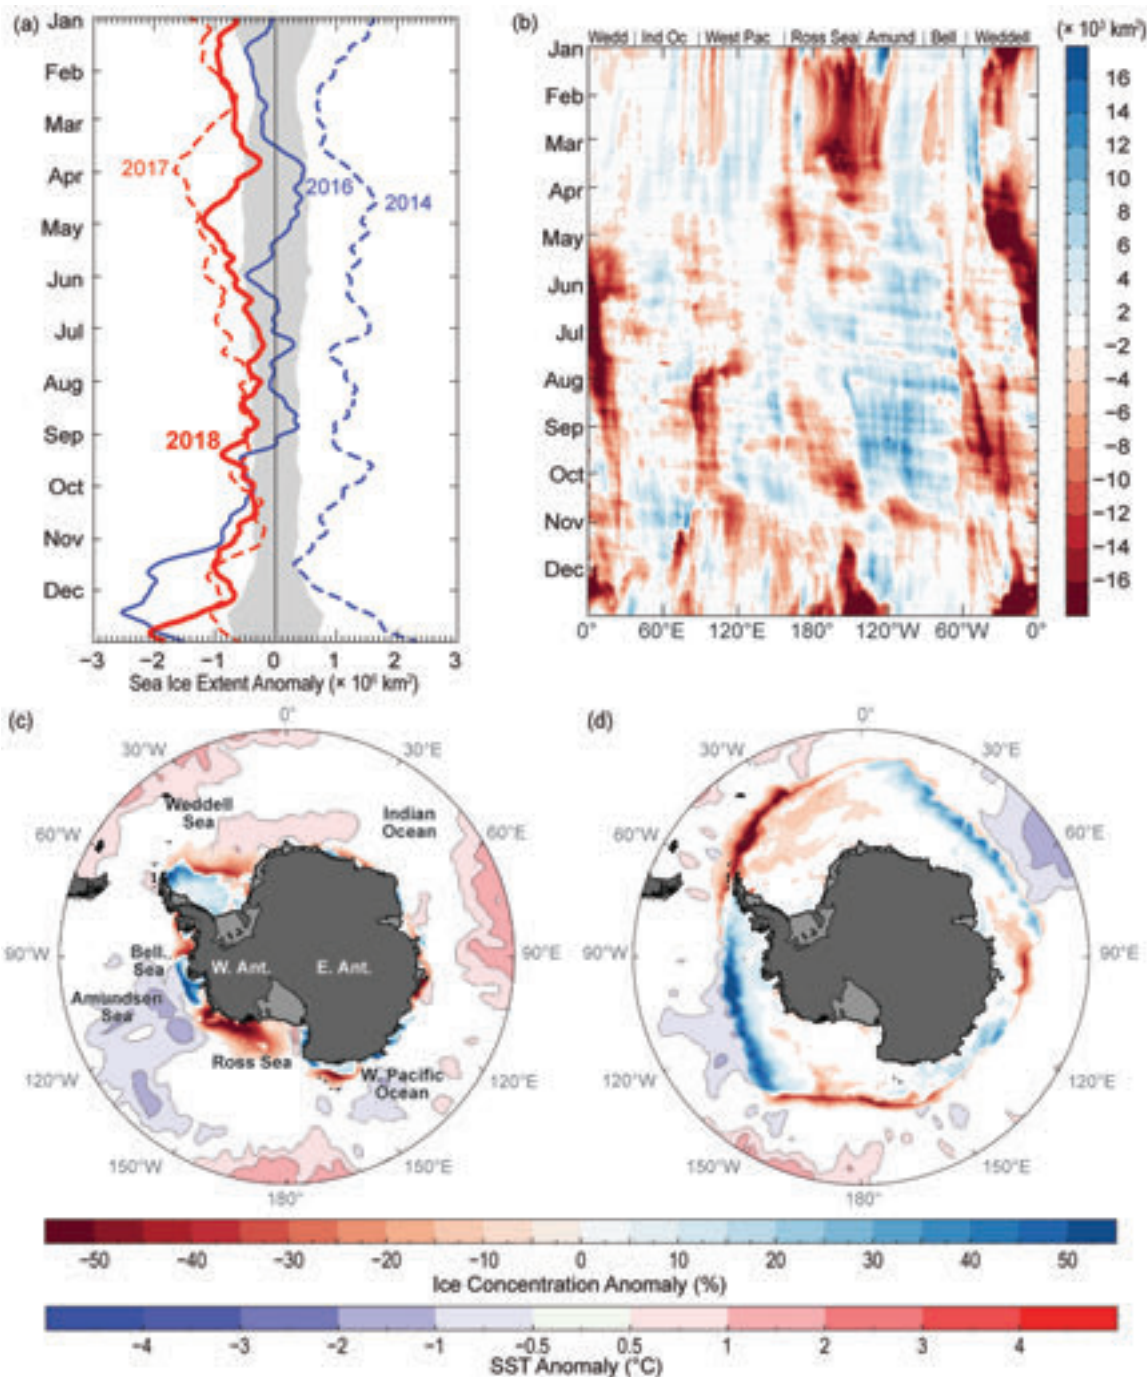 (a)
Jan
Feb
Mar
Apr
May
Jun
Jul
Aug
Sep
Oct
Nov
Dec
2017
2016
2014
2018
−3 −2 −1 0 1 2 3
Sea Ice Extent Anomaly (× 10⁶ km²)
(b)
Wedd | Ind Oc | West Pac | Ross Sea | Amund | Bell | Weddell
(× 10³ km²)
Jan
Feb
Mar
Apr
May
Jun
Jul
Aug
Sep
Oct
Nov
Dec
0° 60°E 120°E 180° 120°W 60°W 0°
16
14
12
10
8
6
4
2
−2
−4
−6
−8
−10
−12
−14
−16
(c)
0°
30°W 30°E
Weddell
Sea
Indian
Ocean
60°W 60°E
90°W 90°E
Bell.
Sea
W. Ant. E. Ant.
Amundsen
Sea
Ross Sea
W. Pacific
Ocean
120°W 120°E
150°W 150°E
180°
(d)
0°
30°W 30°E
60°W 60°E
90°W 90°E
120°W 120°E
150°W 150°E
180°
−50 −40 −30 −20 −10 0 10 20 30 40 50
Ice Concentration Anomaly (%)
−4 −3 −2 −1 −0.5 0.5 1 2 3 4
SST Anomaly (°C)